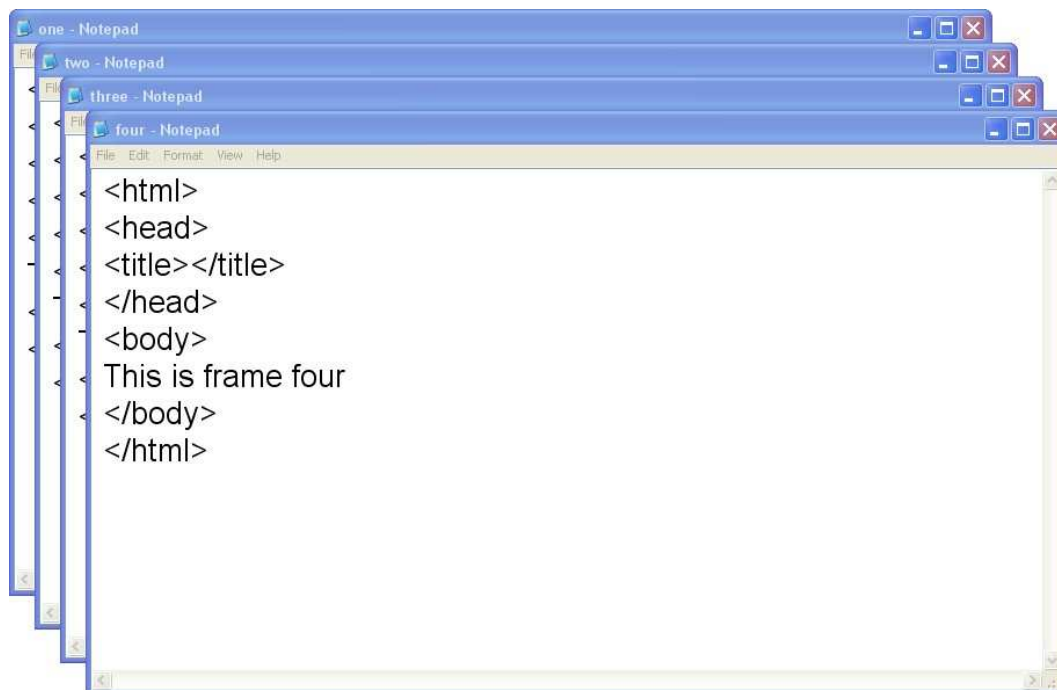 one - Notepad
two - Notepad
three - Notepad
four - Notepad
File Edit Format View Help
<html>
<head>
<title></title>
</head>
<body>
This is frame four
</body>
</html>